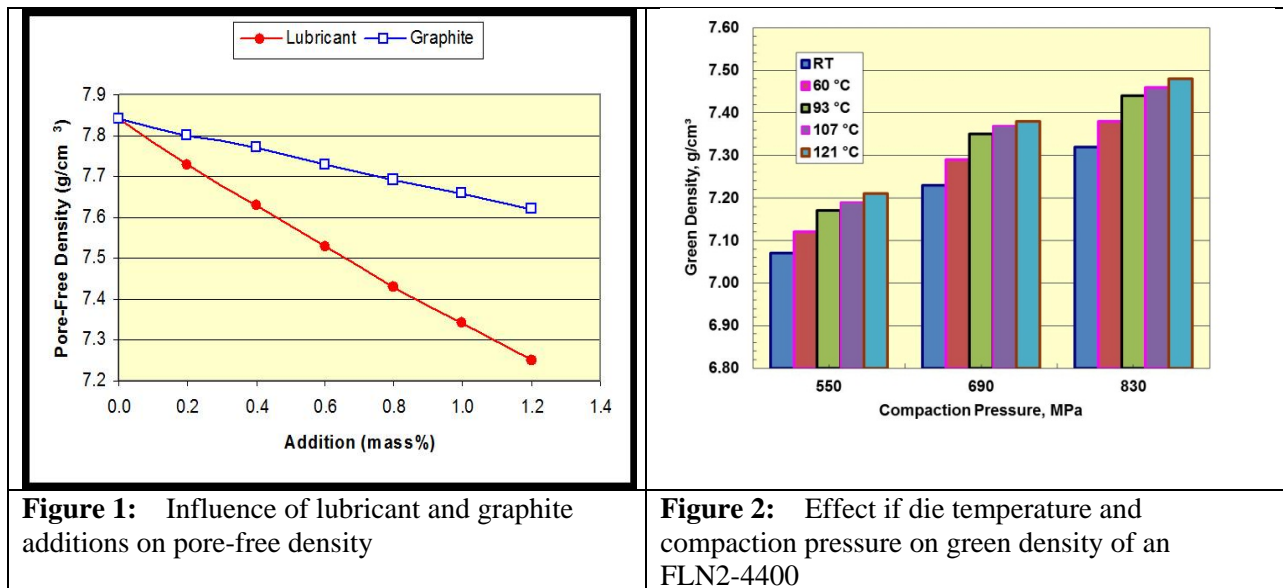 Lubricant Graphite
Pore-Free Density (g/cm ³)
7.9
7.8
7.7
7.6
7.5
7.4
7.3
7.2
0.0 0.2 0.4 0.6 0.8 1.0 1.2 1.4
Addition (mass%)
Figure 1: Influence of lubricant and graphite
additions on pore-free density
Green Density, g/cm³
7.60
7.50
7.40
7.30
7.20
7.10
7.00
6.90
6.80
RT
60 °C
93 °C
107 °C
121 °C
550 690 830
Compaction Pressure, MPa
Figure 2: Effect if die temperature and
compaction pressure on green density of an
FLN2-4400